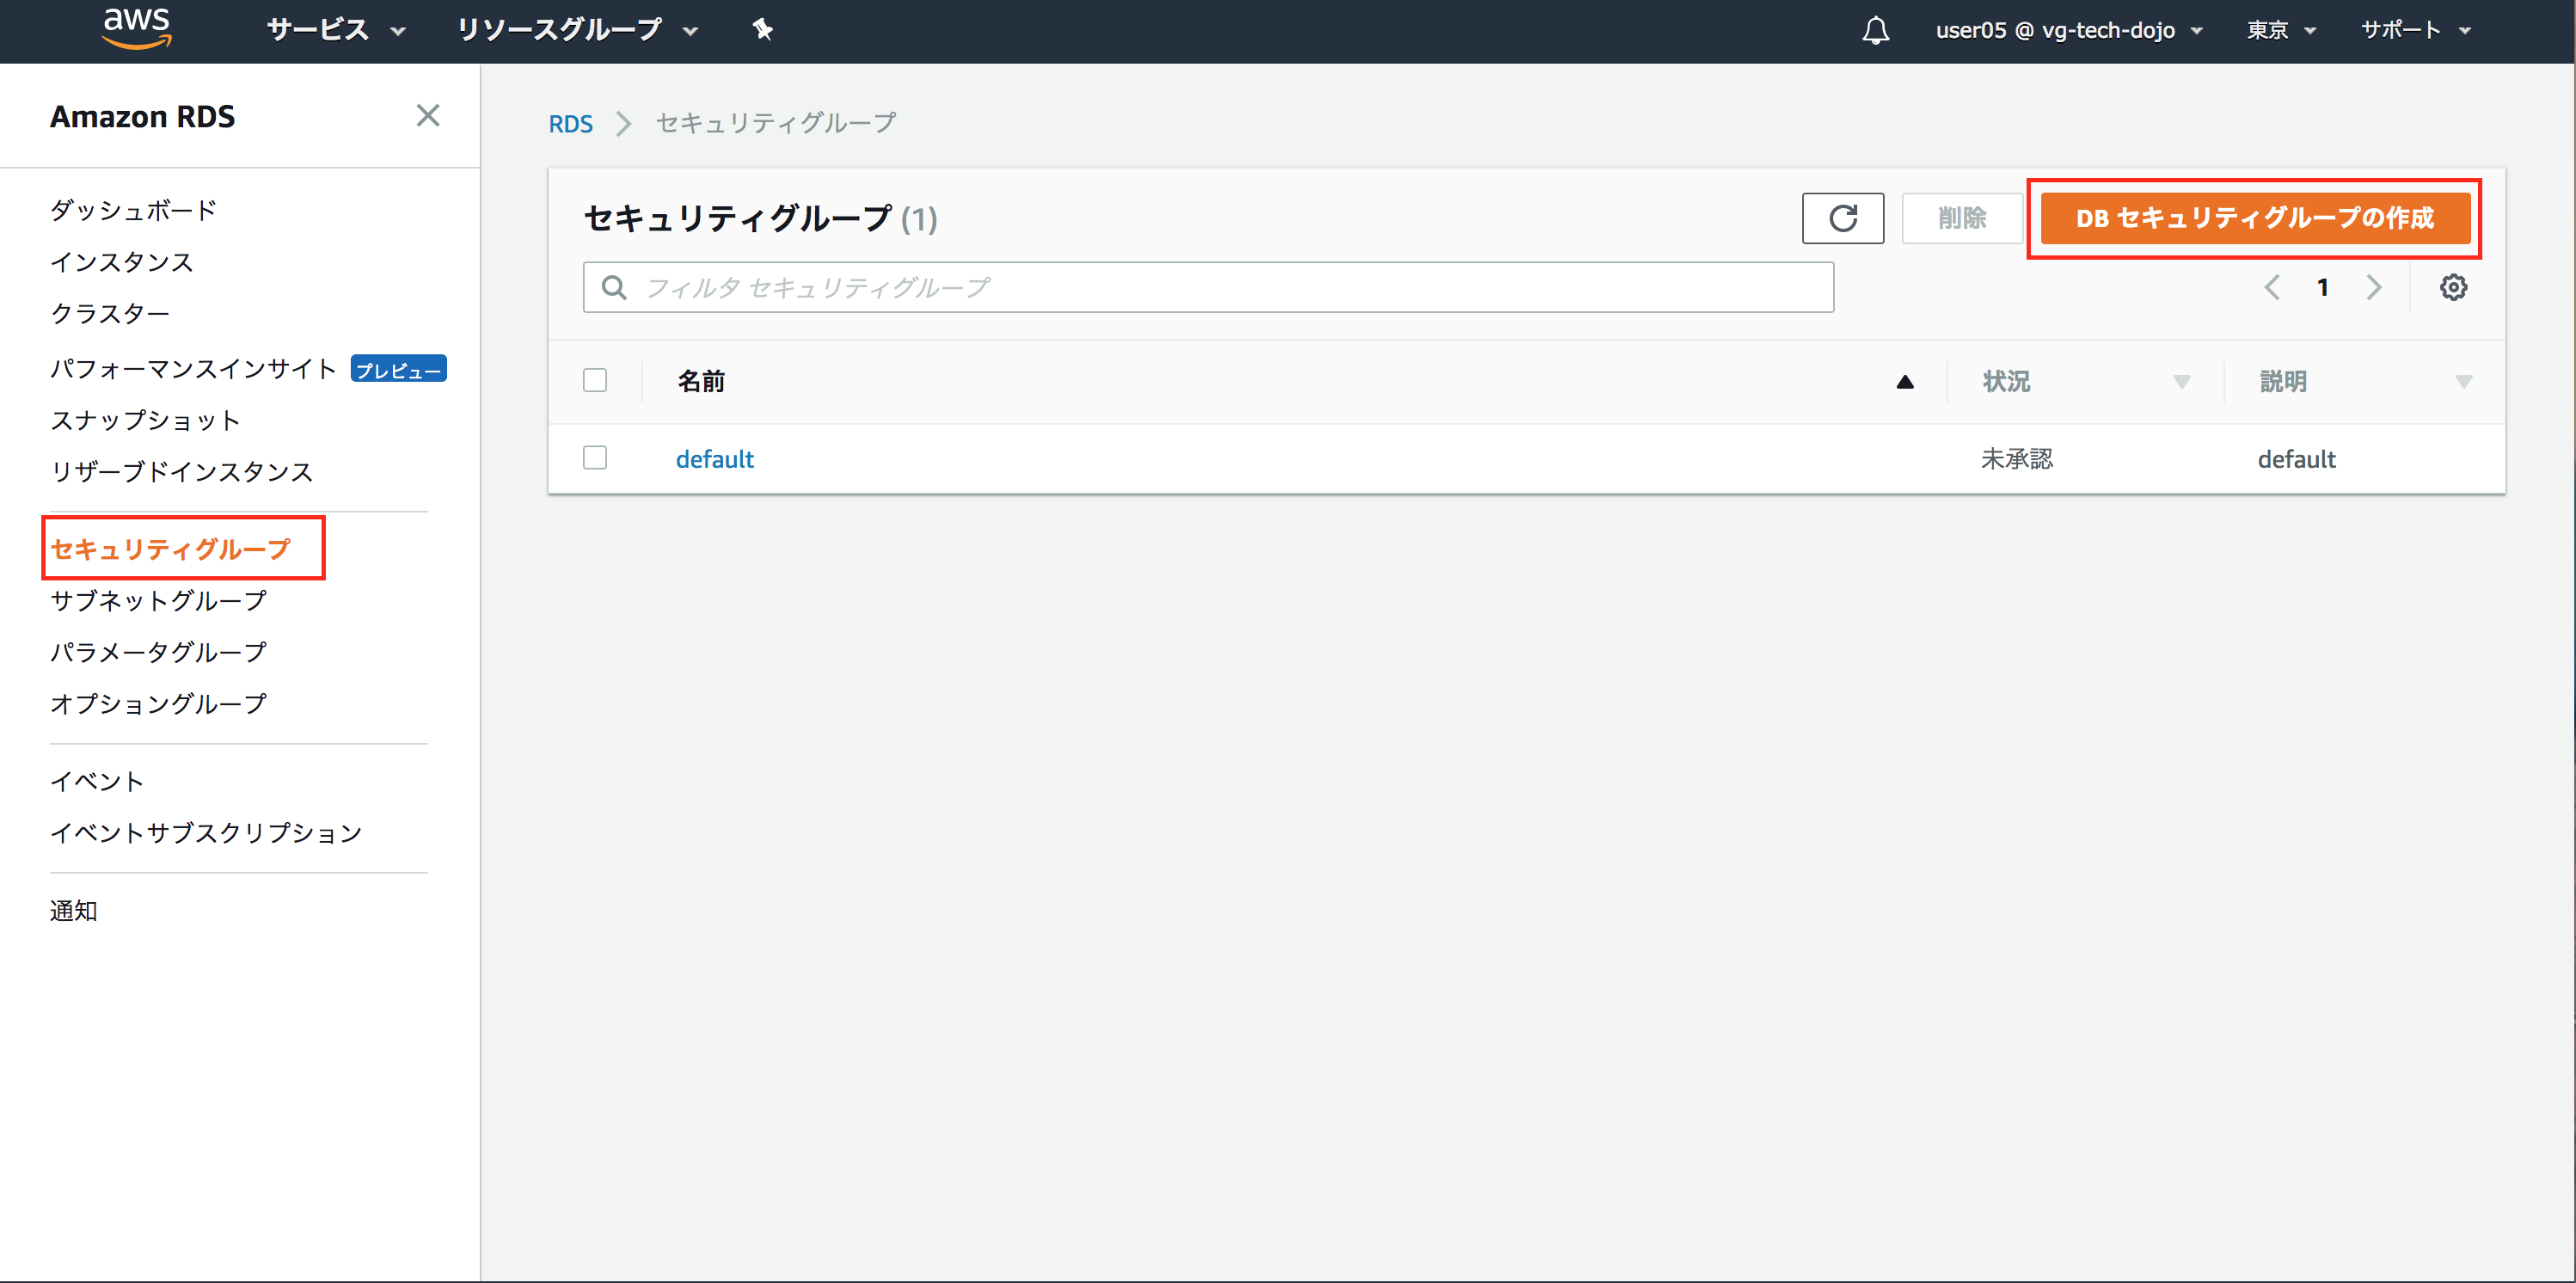 aws サービス リソースグループ user05 @ vg-tech-dojo 東京 サポート
Amazon RDS
ダッシュボード
インスタンス
クラスター
パフォーマンスインサイト プレビュー
スナップショット
リザーブドインスタンス
セキュリティグループ
サブネットグループ
パラメータグループ
オプショングループ
イベント
イベントサブスクリプション
通知
RDS セキュリティグループ
セキュリティグループ (1) 削除 DB セキュリティグループの作成
フィルタ セキュリティグループ 1
名前 状況 説明
default 未承認 default